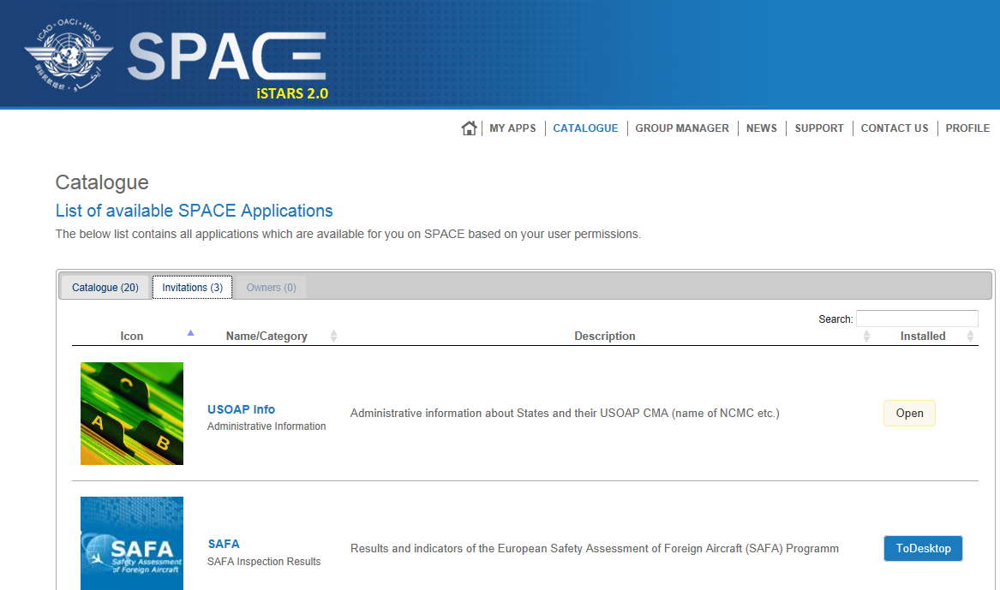 ICAO · OACI · ИКАО
SPACE
iSTARS 2.0
MY APPS
CATALOGUE
GROUP MANAGER
NEWS
SUPPORT
CONTACT US
PROFILE
Catalogue
List of available SPACE Applications
The below list contains all applications which are available for you on SPACE based on your user permissions.
Catalogue (20)
Invitations (3)
Owners (0)
Search:
Icon
Name/Category
Description
Installed
C
A
B
USOAP Info
Administrative Information
Administrative information about States and their USOAP CMA (name of NCMC etc.)
Open
SAFA
Safety Assessment
of Foreign Aircraft
SAFA
SAFA Inspection Results
Results and indicators of the European Safety Assessment of Foreign Aircraft (SAFA) Programm
ToDesktop